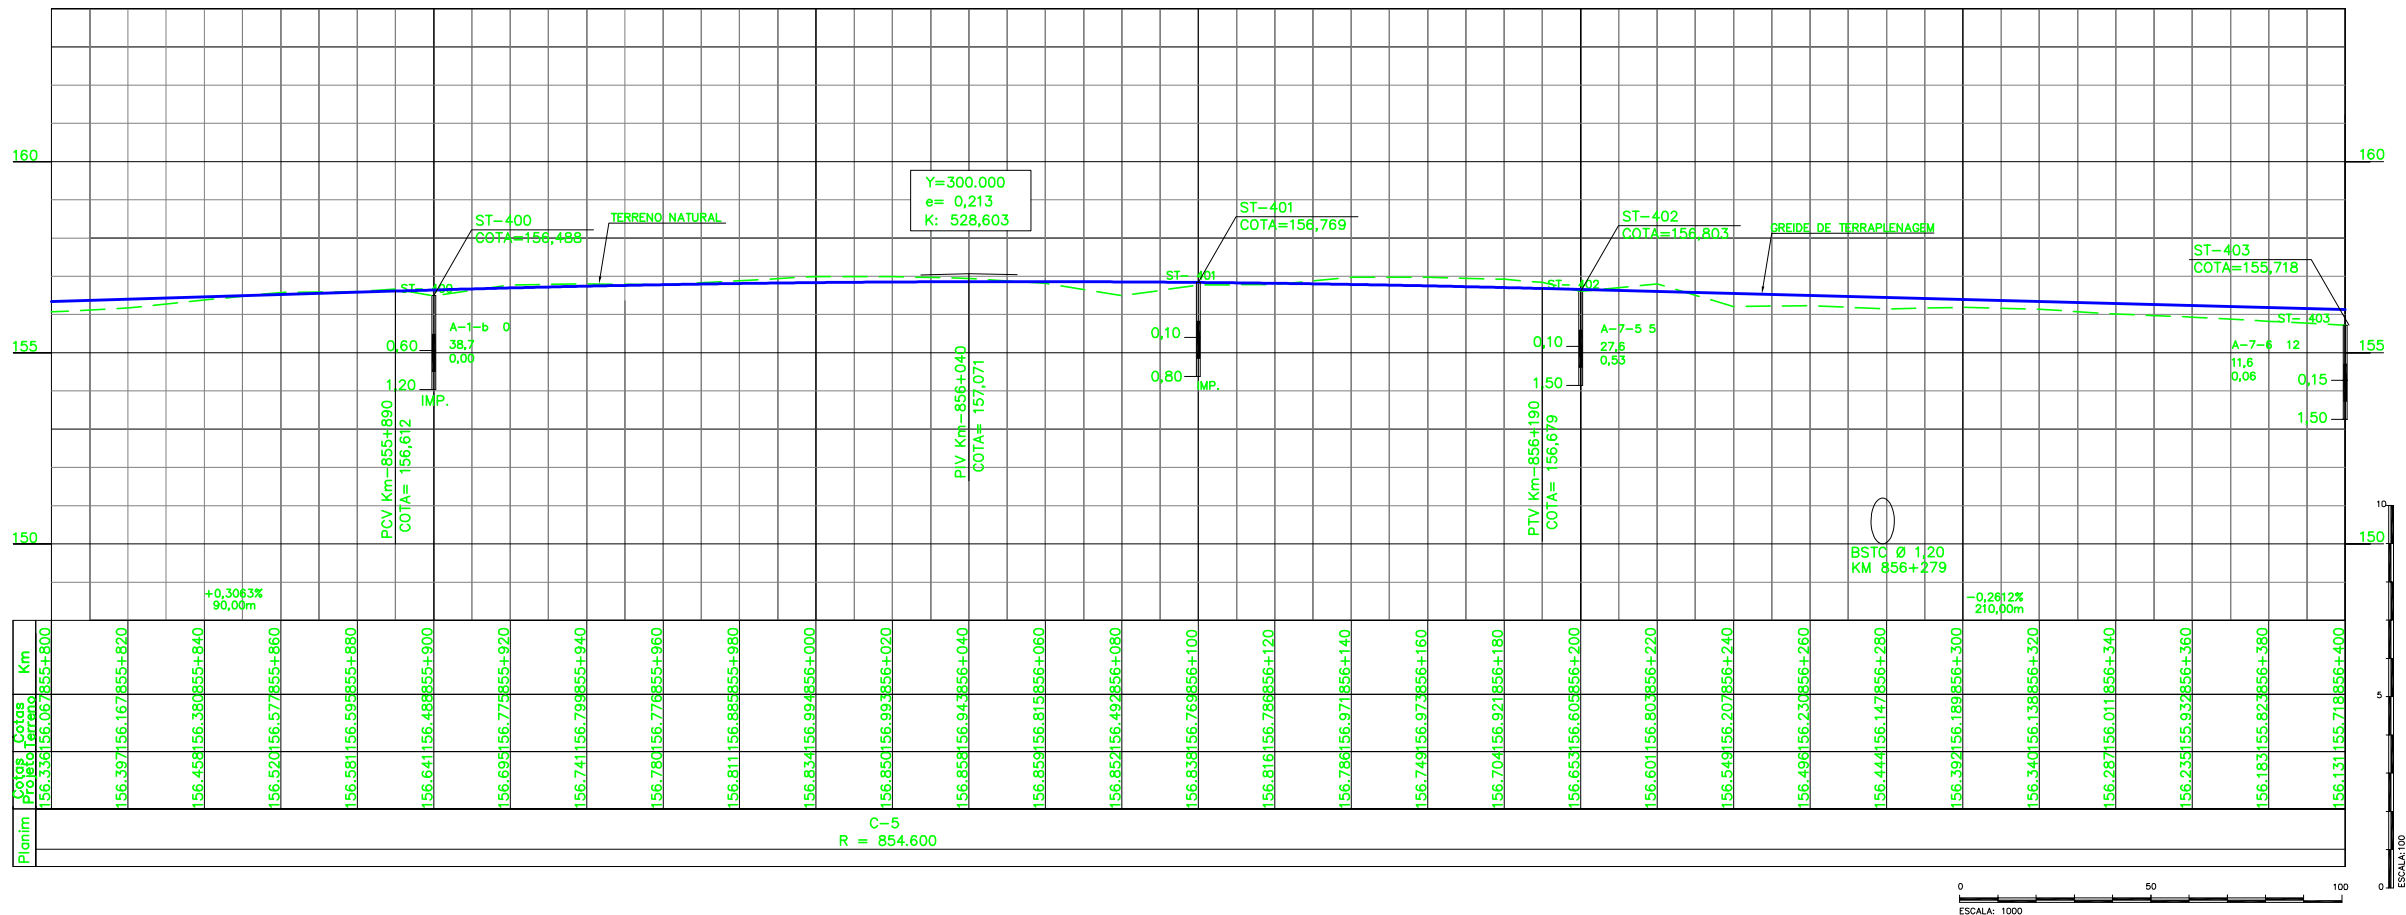 160
160
155
155
150
150
ST-400
COTA=156,488
TERRENO NATURAL
Y=300.000
e= 0,213
K: 528,603
ST-401
COTA=156,769
ST-402
COTA=156,803
GREIDE DE TERRAPLENAGEM
ST-403
COTA=155,718
ST-400
ST-401
ST-402
ST-403
A-1-b 0
38,7
0,00
0,60
1,20
IMP.
0,10
0,80
IMP.
A-7-5 5
27,6
0,53
0,10
1,50
A-7-6 12
11,6
0,06
0,15
1,50
PCV Km-855+890
COTA= 156,612
PIV Km-856+040
COTA= 157,071
PTV Km-856+190
COTA= 156,679
BSTC Ø 1,20
KM 856+279
+0,3063%
90,00m
-0,2612%
210,00m
Km
Cotas Terreno
Cotas Projeto
156.336 156.067 855+800
156.397 156.167 855+820
156.458 156.380 855+840
156.520 156.577 855+860
156.581 156.595 855+880
156.641 156.488 855+900
156.695 156.775 855+920
156.741 156.799 855+940
156.780 156.776 855+960
156.811 156.885 855+980
156.834 156.994 856+000
156.850 156.993 856+020
156.858 156.943 856+040
156.859 156.815 856+060
156.852 156.492 856+080
156.838 156.769 856+100
156.816 156.786 856+120
156.786 156.971 856+140
156.749 156.973 856+160
156.704 156.921 856+180
156.653 156.605 856+200
156.601 156.803 856+220
156.549 156.207 856+240
156.496 156.230 856+260
156.444 156.147 856+280
156.392 156.189 856+300
156.340 156.138 856+320
156.287 156.011 856+340
156.235 155.932 856+360
156.183 155.823 856+380
156.131 155.718 856+400
Planim
C-5
R = 854.600
10
5
0
ESCALA:100
0 50 100
ESCALA: 1000